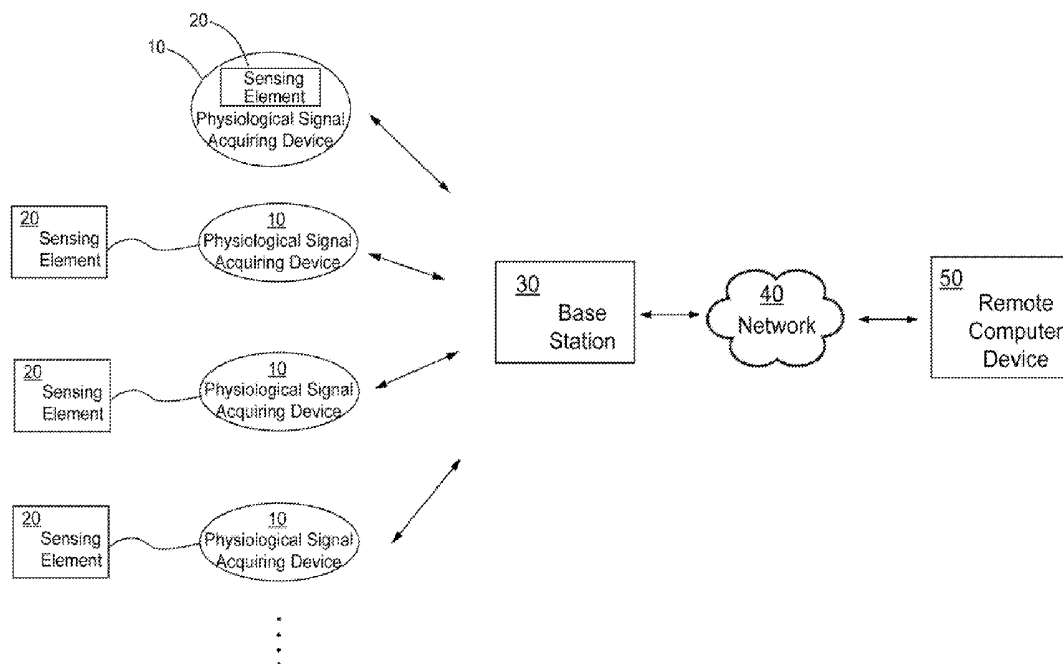 20
10
Sensing
Element
Physiological Signal
Acquiring Device
20
Sensing
Element
10
Physiological Signal
Acquiring Device
30
Base
Station
40
Network
50
Remote
Computer
Device
20
Sensing
Element
10
Physiological Signal
Acquiring Device
20
Sensing
Element
10
Physiological Signal
Acquiring Device